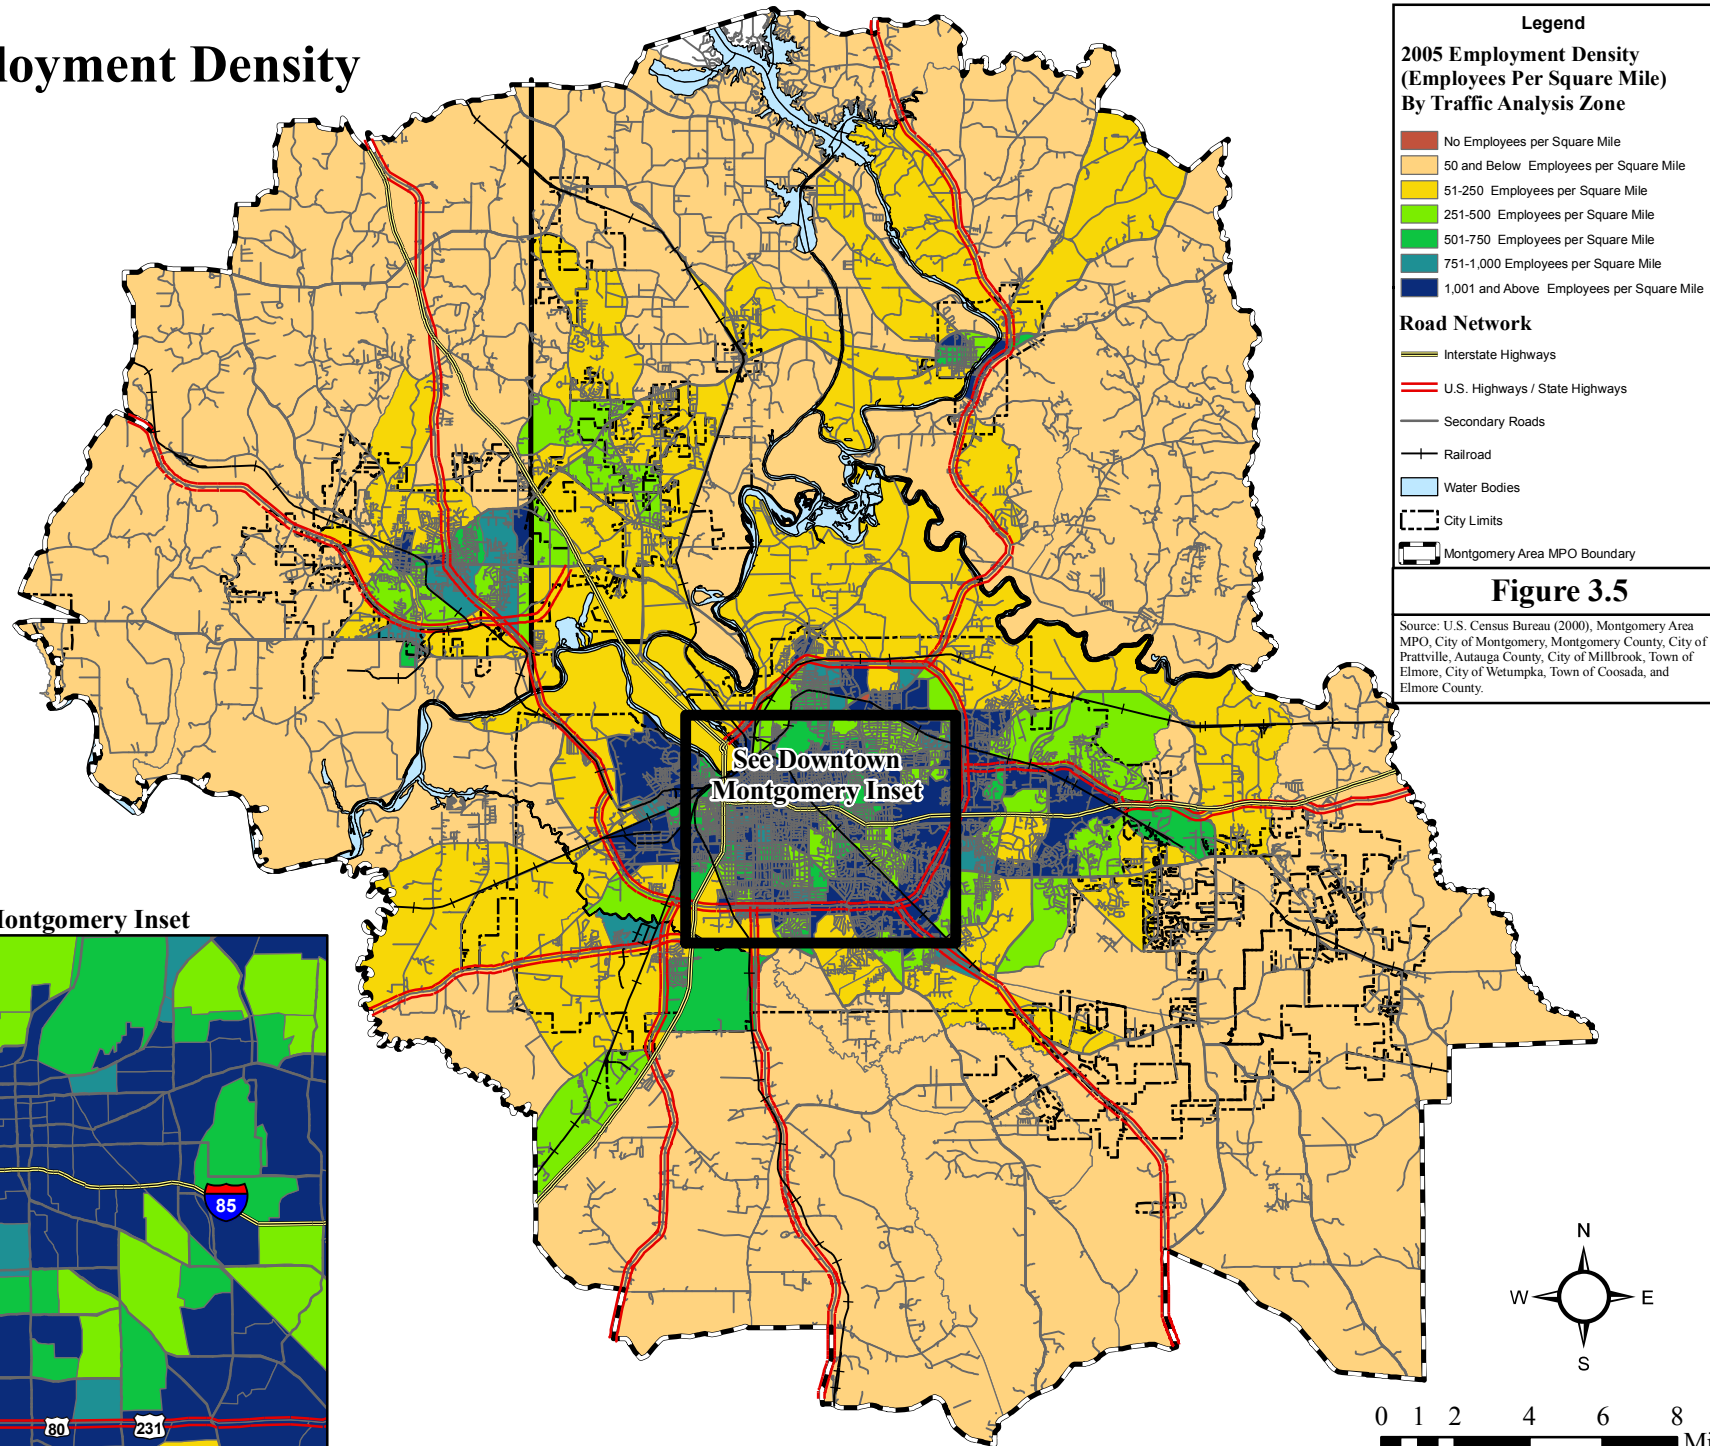 loyment Density
Legend
2005 Employment Density
(Employees Per Square Mile)
By Traffic Analysis Zone
No Employees per Square Mile
50 and Below Employees per Square Mile
51-250 Employees per Square Mile
251-500 Employees per Square Mile
501-750 Employees per Square Mile
751-1,000 Employees per Square Mile
1,001 and Above Employees per Square Mile
Road Network
Interstate Highways
U.S. Highways / State Highways
Secondary Roads
Railroad
Water Bodies
City Limits
Montgomery Area MPO Boundary
Figure 3.5
Source: U.S. Census Bureau (2000), Montgomery Area
MPO, City of Montgomery, Montgomery County, City of
Prattville, Autauga County, City of Millbrook, Town of
Elmore, City of Wetumpka, Town of Coosada, and
Elmore County.
See Downtown
Montgomery Inset
Montgomery Inset
85
80
231
N
W
E
S
0 1 2 4 6 8
Mi